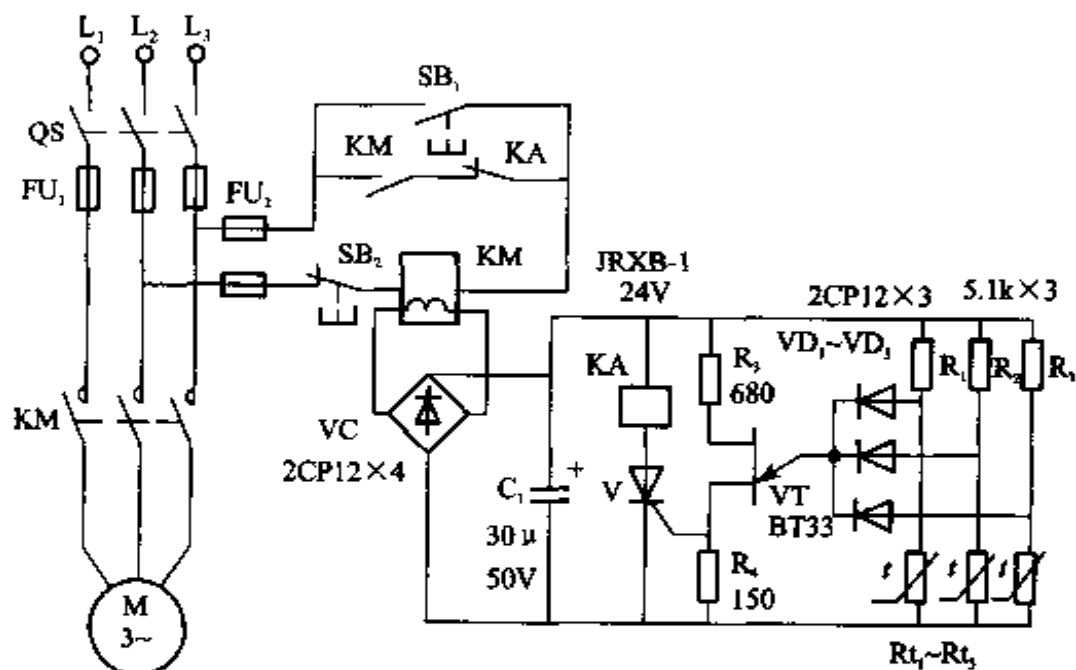 L₁ L₂ L₃
QS
FU₁
FU₂
SB₁
KM
KA
SB₂
KM
JRXB-1
24V
2CP12×3
5.1k×3
VD₁~VD₃
KA
R₃
680
R₁
R₂
R₃
KM
VC
2CP12×4
C₁
+
30μ
50V
V
VT
BT33
R₄
150
t
t
t
M
3~
Rt₁~Rt₃